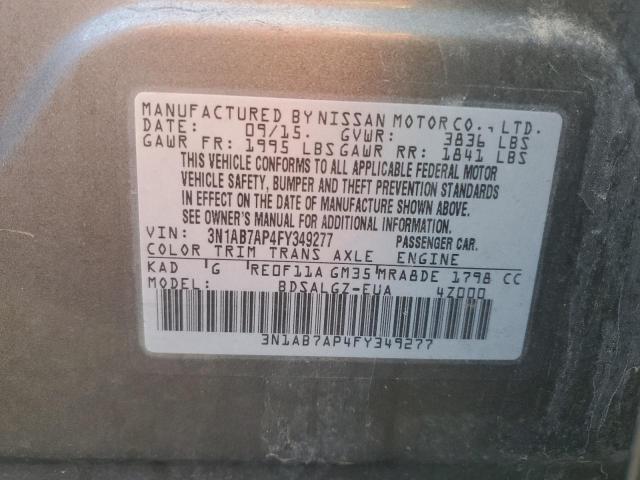 MANUFACTURED BY NISSAN MOTOR CO., LTD.
DATE: 09/15. GVWR: 3836 LBS
GAWR FR: 1995 LBS GAWR RR: 1841 LBS
THIS VEHICLE CONFORMS TO ALL APPLICABLE FEDERAL MOTOR
VEHICLE SAFETY, BUMPER AND THEFT PREVENTION STANDARDS
IN EFFECT ON THE DATE OF MANUFACTURE SHOWN ABOVE.
SEE OWNER'S MANUAL FOR ADDITIONAL INFORMATION.
VIN: 3N1AB7AP4FY349277 PASSENGER CAR.
COLOR TRIM TRANS AXLE ENGINE
KAD G RE0F11A GM35 MRA8DE 1798 CC
MODEL: BDSALGZ-EUA 4Z000
3N1AB7AP4FY349277